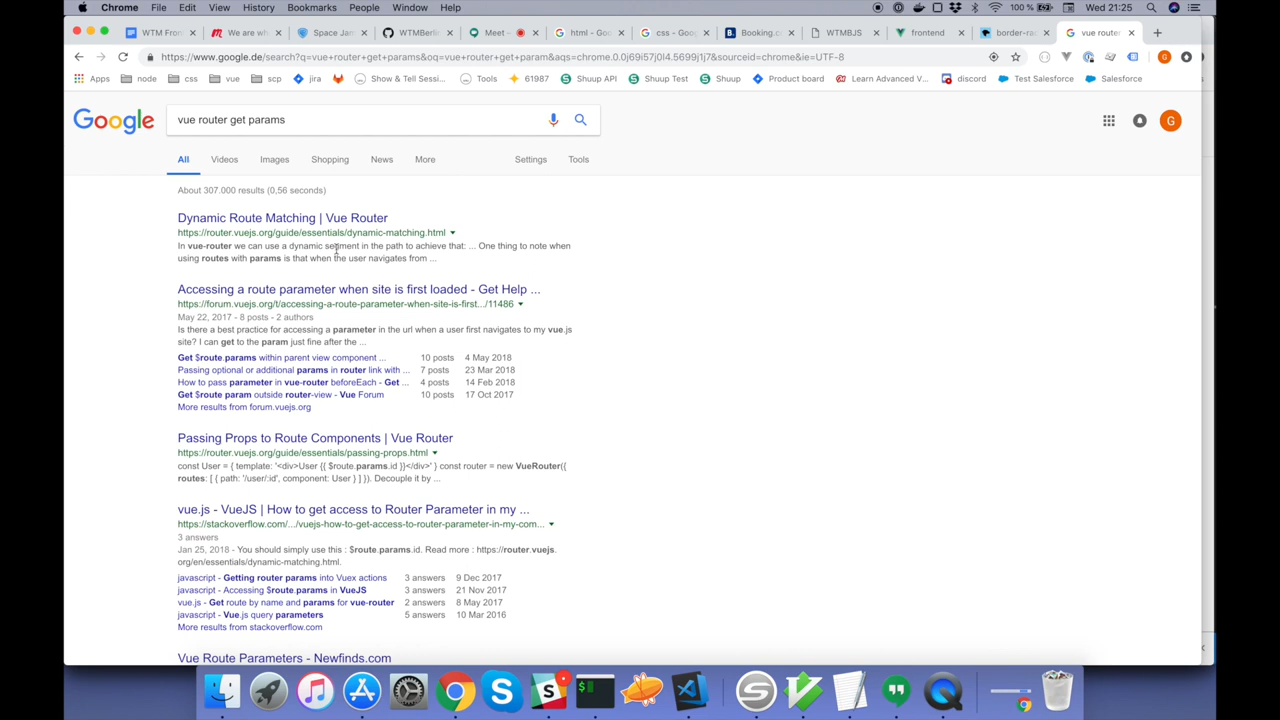 Chrome File Edit View History Bookmarks People Window Help 100 % Wed 21:25
WTM Fron We are wh Space Jam WTMBerlin Meet – html - Goo css - Goog Booking.c WTMBJS frontend border-rad vue router
https://www.google.de/search?q=vue+router+get+params&oq=vue+router+get+param&aqs=chrome.0.0j69i57j0l4.5699j1j7&sourceid=chrome&ie=UTF-8
Apps node css vue scp jira Show & Tell Sessi... Tools 61987 Shuup API Shuup Test Shuup Product board Learn Advanced V... discord Test Salesforce Salesforce
Google vue router get params G
All Videos Images Shopping News More Settings Tools
About 307.000 results (0,56 seconds)
Dynamic Route Matching | Vue Router
https://router.vuejs.org/guide/essentials/dynamic-matching.html
In vue-router we can use a dynamic segment in the path to achieve that: ... One thing to note when
using routes with params is that when the user navigates from ...
Accessing a route parameter when site is first loaded - Get Help ...
https://forum.vuejs.org/t/accessing-a-route-parameter-when-site-is-first.../11486
May 22, 2017 - 8 posts - 2 authors
Is there a best practice for accessing a parameter in the url when a user first navigates to my vue.js
site? I can get to the param just fine after the ...
Get $route.params within parent view component ... 10 posts 4 May 2018
Passing optional or additional params in router link with ... 7 posts 23 Mar 2018
How to pass parameter in vue-router beforeEach - Get ... 4 posts 14 Feb 2018
Get $route param outside router-view - Vue Forum 10 posts 17 Oct 2017
More results from forum.vuejs.org
Passing Props to Route Components | Vue Router
https://router.vuejs.org/guide/essentials/passing-props.html
const User = { template: '<div>User {{ $route.params.id }}</div>' } const router = new VueRouter({
routes: [ { path: '/user/:id', component: User } ] }). Decouple it by ...
vue.js - VueJS | How to get access to Router Parameter in my ...
https://stackoverflow.com/.../vuejs-how-to-get-access-to-router-parameter-in-my-com...
3 answers
Jan 25, 2018 - You should simply use this : $route.params.id. Read more : https://router.vuejs.
org/en/essentials/dynamic-matching.html.
javascript - Getting router params into Vuex actions 3 answers 9 Dec 2017
javascript - Accessing $route.params in VueJS 3 answers 21 Nov 2017
vue.js - Get route by name and params for vue-router 2 answers 8 May 2017
javascript - Vue.js query parameters 5 answers 10 Mar 2016
More results from stackoverflow.com
Vue Route Parameters - Newfinds.com